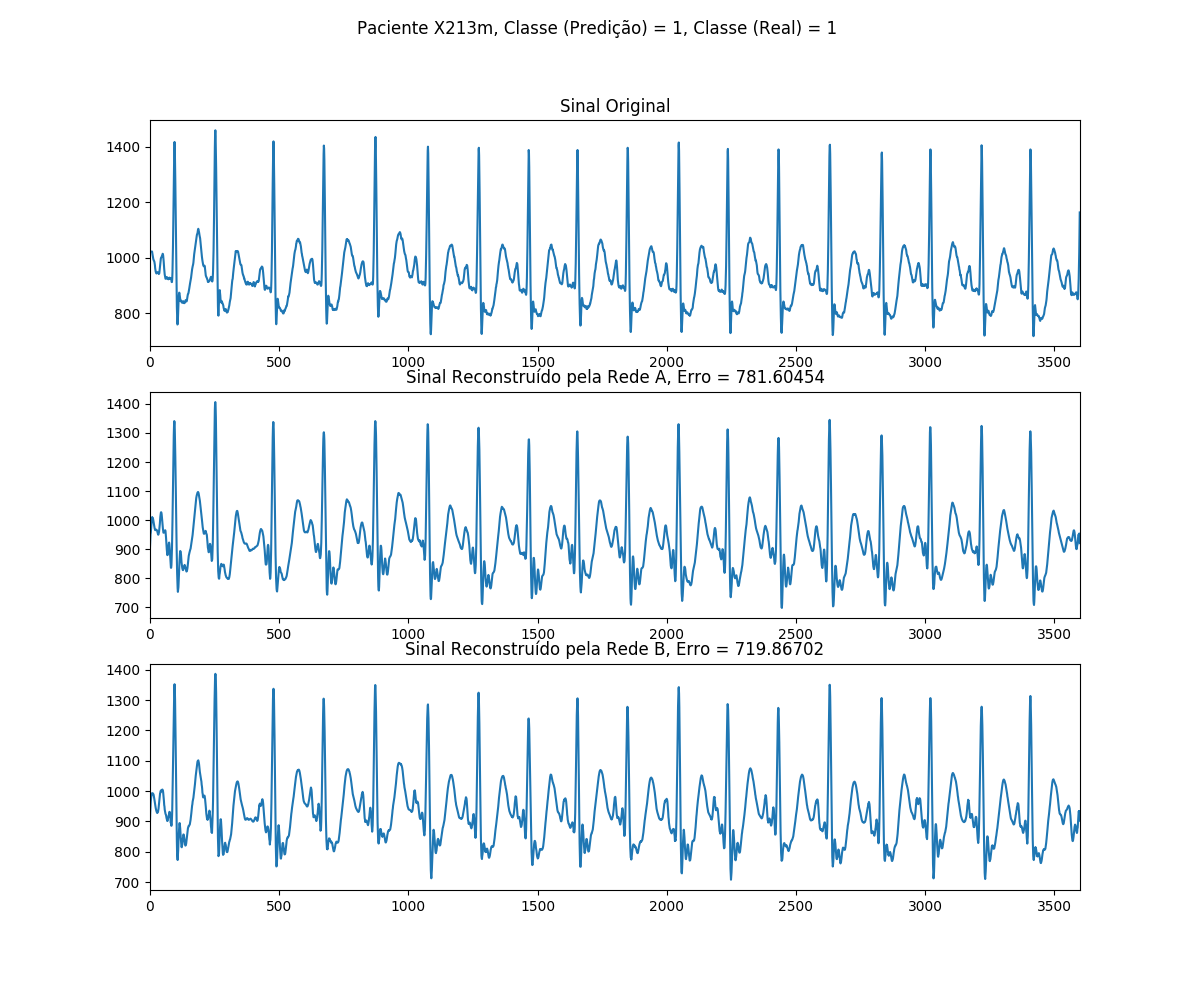 Paciente X213m, Classe (Predição) = 1, Classe (Real) = 1
Sinal Original
1400
1200
1000
800
0 500 1000 1500 2000 2500 3000 3500
Sinal Reconstruído pela Rede A, Erro = 781.60454
1400
1300
1200
1100
1000
900
800
700
0 500 1000 1500 2000 2500 3000 3500
Sinal Reconstruído pela Rede B, Erro = 719.86702
1400
1300
1200
1100
1000
900
800
700
0 500 1000 1500 2000 2500 3000 3500